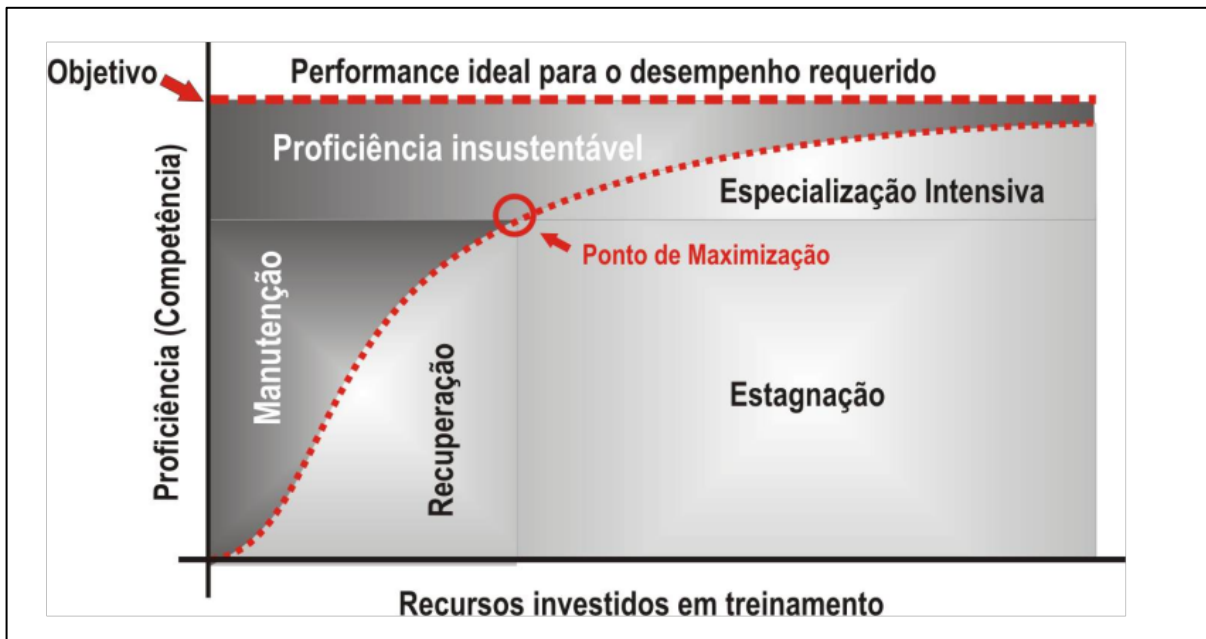 Objetivo
Performance ideal para o desempenho requerido
Proficiência insustentável
Especialização Intensiva
Ponto de Maximização
Manutenção
Recuperação
Estagnação
Proficiência (Competência)
Recursos investidos em treinamento